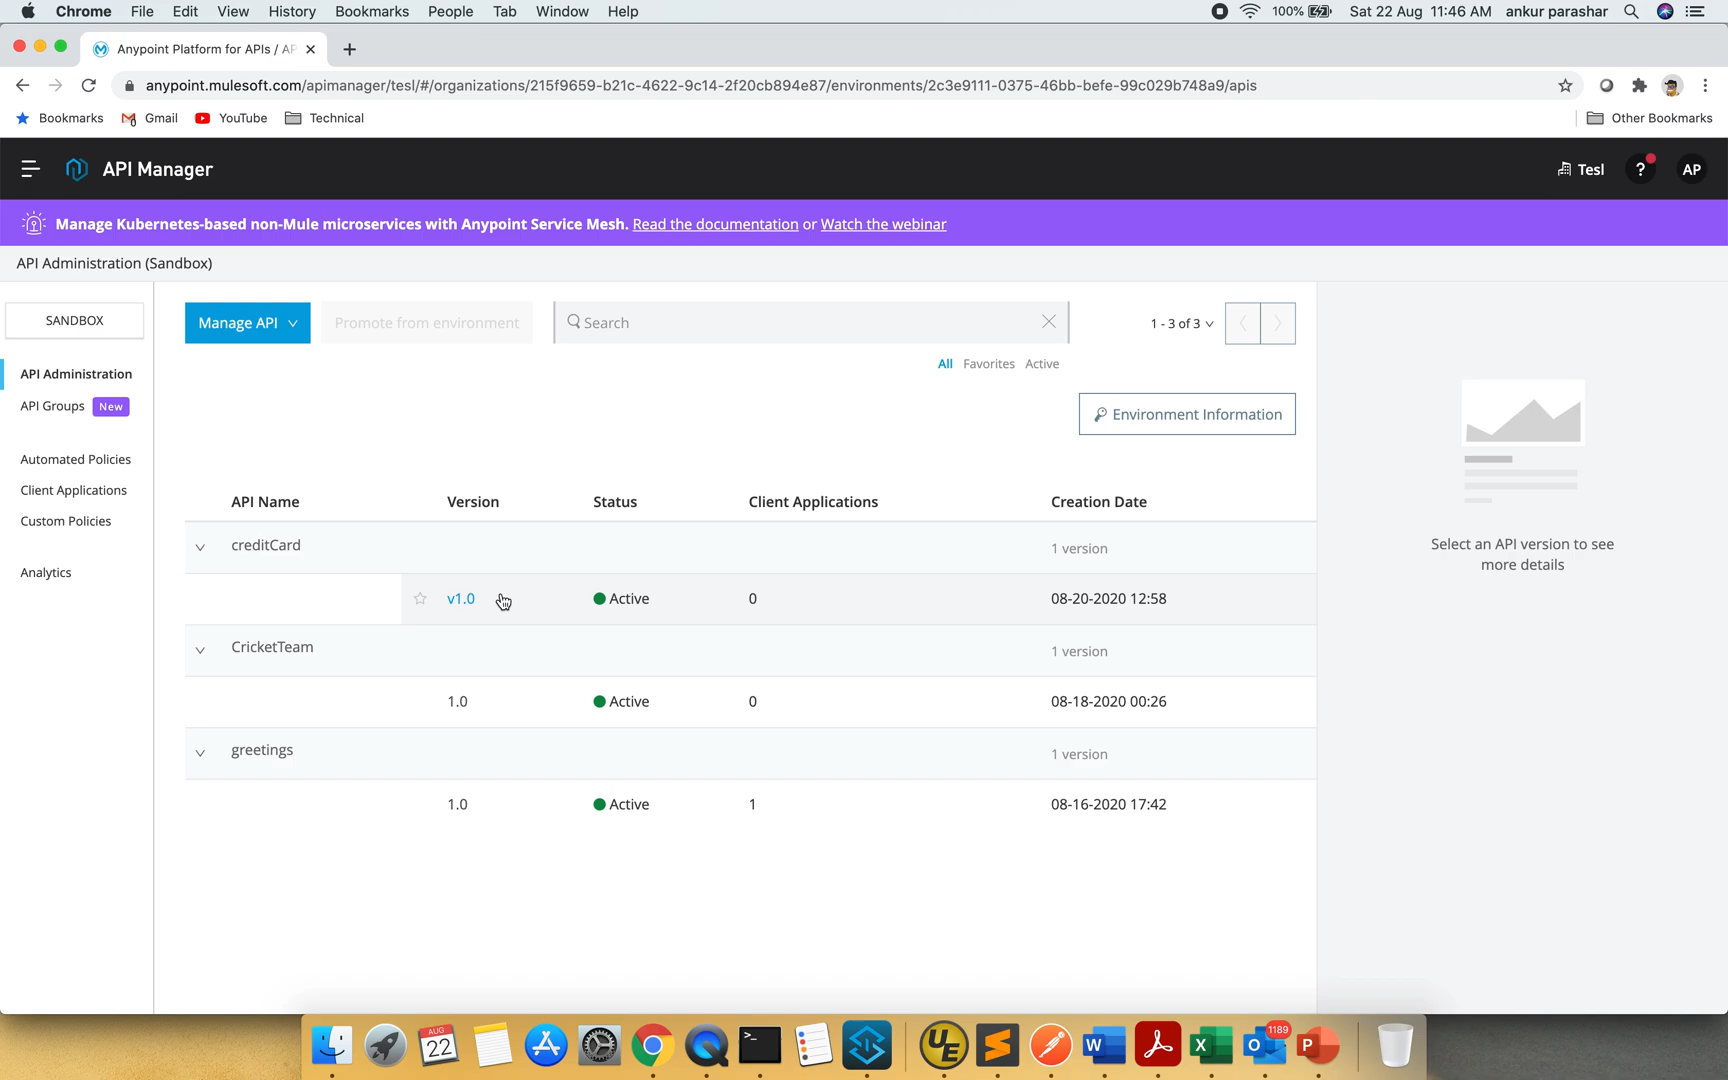 Chrome File Edit View History Bookmarks People Tab Window Help 100% Sat 22 Aug 11:46 AM ankur parashar
Anypoint Platform for APIs / AP
anypoint.mulesoft.com/apimanager/tesl/#/organizations/215f9659-b21c-4622-9c14-2f20cb894e87/environments/2c3e9111-0375-46bb-befe-99c029b748a9/apis
Bookmarks Gmail YouTube Technical Other Bookmarks
API Manager Tesl ? AP
Manage Kubernetes-based non-Mule microservices with Anypoint Service Mesh. Read the documentation or Watch the webinar
API Administration (Sandbox)
SANDBOX
API Administration
API Groups New
Automated Policies
Client Applications
Custom Policies
Analytics
Manage API Promote from environment Search 1 - 3 of 3
All Favorites Active
Environment Information
API Name Version Status Client Applications Creation Date
creditCard 1 version
v1.0 Active 0 08-20-2020 12:58
CricketTeam 1 version
1.0 Active 0 08-18-2020 00:26
greetings 1 version
1.0 Active 1 08-16-2020 17:42
Select an API version to see
more details
AUG
22
>_
UE
W
X
O
1189
P